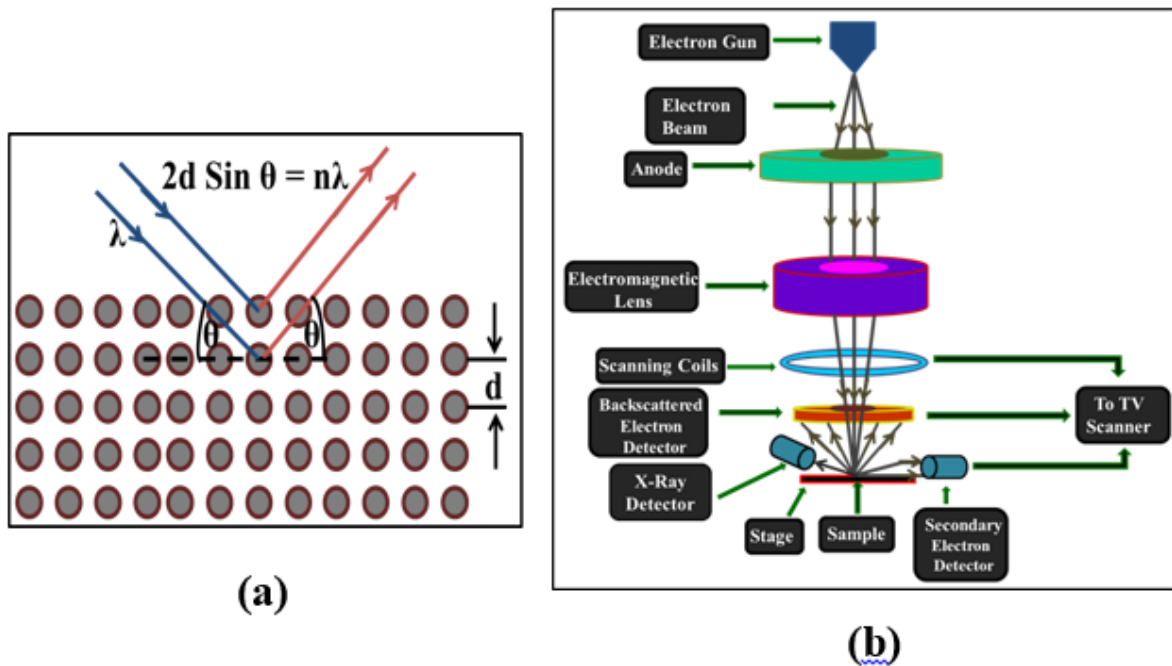 2d Sin θ = nλ
λ
θ
θ
d
(a)
Electron Gun
Electron
Beam
Anode
Electromagnetic
Lens
Scanning Coils
Backscattered
Electron
Detector
To TV
Scanner
X-Ray
Detector
Stage
Sample
Secondary
Electron
Detector
(b)